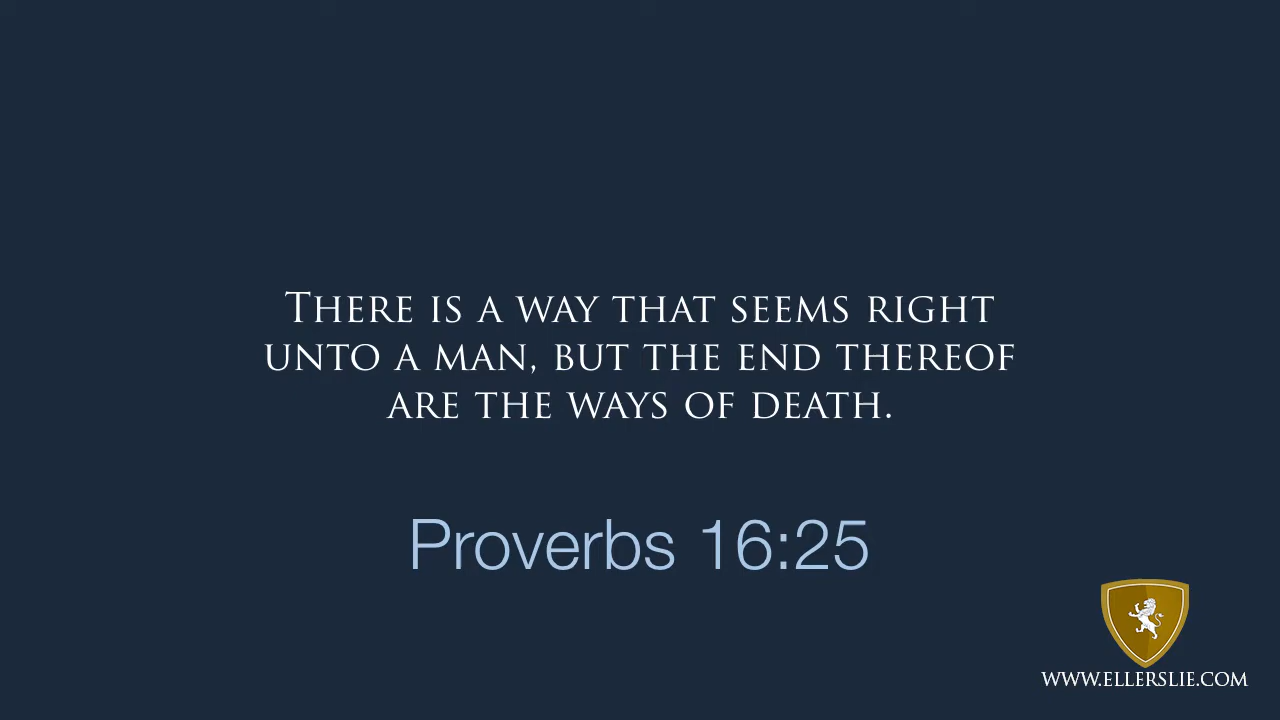 There is a way that seems right
unto a man, but the end thereof
are the ways of death.
Proverbs 16:25
www.ellerslie.com